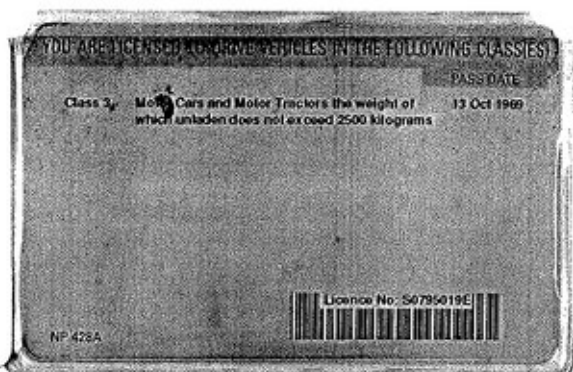 YOU ARE LICENSED TO DRIVE VEHICLES IN THE FOLLOWING CLASS(ES)
PASS DATE
Class 3 Motor Cars and Motor Tractors the weight of 13 Oct 1969
which unladen does not exceed 2500 kilograms
Licence No: S0795019E
NP 428A